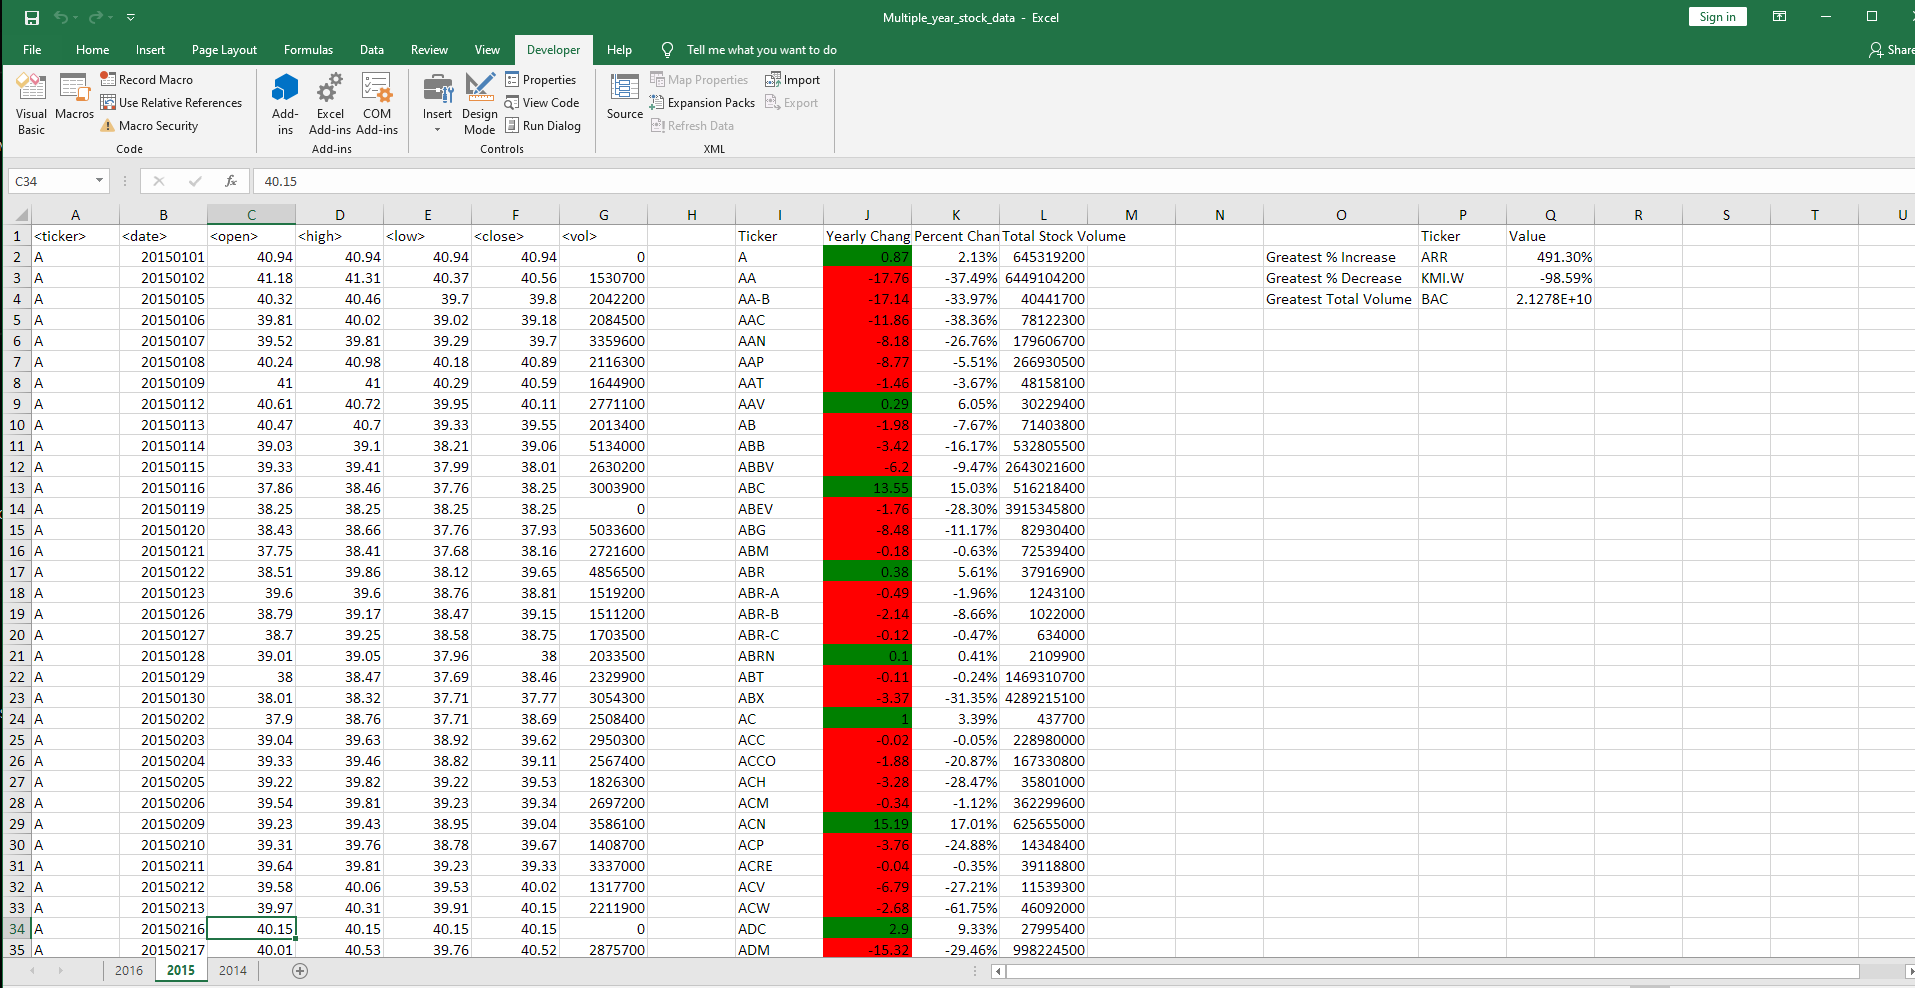 Multiple_year_stock_data - Excel
Sign in
File Home Insert Page Layout Formulas Data Review View Developer Help Tell me what you want to do Share
Visual Basic
Macros
Record Macro
Use Relative References
Macro Security
Code
Add-ins
Excel Add-ins
COM Add-ins
Add-ins
Insert
Design Mode
Properties
View Code
Run Dialog
Controls
Source
Map Properties
Expansion Packs
Refresh Data
Import
Export
XML
C34 fx 40.15
A B C D E F G H I J K L M N O P Q R S T U
1 <ticker> <date> <open> <high> <low> <close> <vol> Ticker Yearly Chang Percent Chan Total Stock Volume Ticker Value
2 A 20150101 40.94 40.94 40.94 40.94 0 A 0.87 2.13% 645319200 Greatest % Increase ARR 491.30%
3 A 20150102 41.18 41.31 40.37 40.56 1530700 AA -17.76 -37.49% 6449104200 Greatest % Decrease KMI.W -98.59%
4 A 20150105 40.32 40.46 39.7 39.8 2042200 AA-B -17.14 -33.97% 40441700 Greatest Total Volume BAC 2.1278E+10
5 A 20150106 39.81 40.02 39.02 39.18 2084500 AAC -11.86 -38.36% 78122300
6 A 20150107 39.52 39.81 39.29 39.7 3359600 AAN -8.18 -26.76% 179606700
7 A 20150108 40.24 40.98 40.18 40.89 2116300 AAP -8.77 -5.51% 266930500
8 A 20150109 41 41 40.29 40.59 1644900 AAT -1.46 -3.67% 48158100
9 A 20150112 40.61 40.72 39.95 40.11 2771100 AAV 0.29 6.05% 30229400
10 A 20150113 40.47 40.7 39.33 39.55 2013400 AB -1.98 -7.67% 71403800
11 A 20150114 39.03 39.1 38.21 39.06 5134000 ABB -3.42 -16.17% 532805500
12 A 20150115 39.33 39.41 37.99 38.01 2630200 ABBV -6.2 -9.47% 2643021600
13 A 20150116 37.86 38.46 37.76 38.25 3003900 ABC 13.55 15.03% 516218400
14 A 20150119 38.25 38.25 38.25 38.25 0 ABEV -1.76 -28.30% 3915345800
15 A 20150120 38.43 38.66 37.76 37.93 5033600 ABG -8.48 -11.17% 82930400
16 A 20150121 37.75 38.41 37.68 38.16 2721600 ABM -0.18 -0.63% 72539400
17 A 20150122 38.51 39.86 38.12 39.65 4856500 ABR 0.38 5.61% 37916900
18 A 20150123 39.6 39.6 38.76 38.81 1519200 ABR-A -0.49 -1.96% 1243100
19 A 20150126 38.79 39.17 38.47 39.15 1511200 ABR-B -2.14 -8.66% 1022000
20 A 20150127 38.7 39.25 38.58 38.75 1703500 ABR-C -0.12 -0.47% 634000
21 A 20150128 39.01 39.05 37.96 38 2033500 ABRN 0.1 0.41% 2109900
22 A 20150129 38 38.47 37.69 38.46 2329900 ABT -0.11 -0.24% 1469310700
23 A 20150130 38.01 38.32 37.71 37.77 3054300 ABX -3.37 -31.35% 4289215100
24 A 20150202 37.9 38.76 37.71 38.69 2508400 AC 1 3.39% 437700
25 A 20150203 39.04 39.63 38.92 39.62 2950300 ACC -0.02 -0.05% 228980000
26 A 20150204 39.33 39.46 38.82 39.11 2567400 ACCO -1.88 -20.87% 167330800
27 A 20150205 39.22 39.82 39.22 39.53 1826300 ACH -3.28 -28.47% 35801000
28 A 20150206 39.54 39.81 39.23 39.34 2697200 ACM -0.34 -1.12% 362299600
29 A 20150209 39.23 39.43 38.95 39.04 3586100 ACN 15.19 17.01% 625655000
30 A 20150210 39.31 39.76 38.78 39.67 1408700 ACP -3.76 -24.88% 14348400
31 A 20150211 39.64 39.81 39.23 39.33 3337000 ACRE -0.04 -0.35% 39118800
32 A 20150212 39.58 40.06 39.53 40.02 1317700 ACV -6.79 -27.21% 11539300
33 A 20150213 39.97 40.31 39.91 40.15 2211900 ACW -2.68 -61.75% 46092000
34 A 20150216 40.15 40.15 40.15 40.15 0 ADC 2.9 9.33% 27995400
35 A 20150217 40.01 40.53 39.76 40.52 2875700 ADM -15.32 -29.46% 998224500
2016 2015 2014